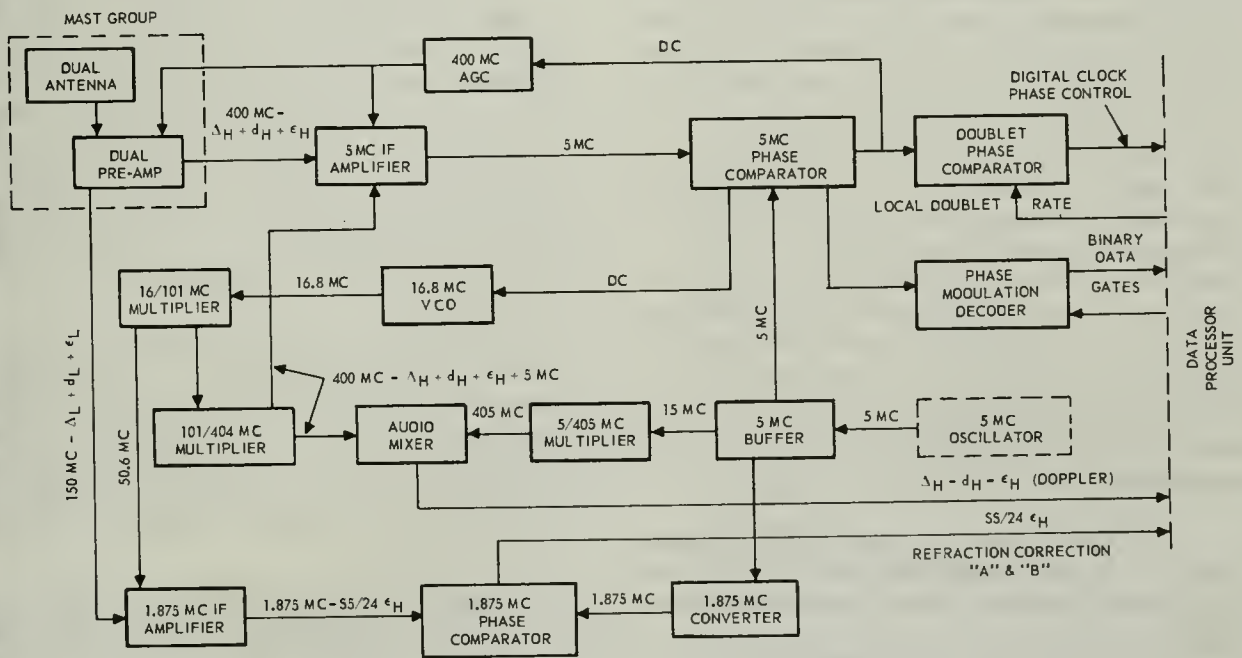 MAST GROUP
DUAL
ANTENNA
DUAL
PRE-AMP
400 MC
AGC
DC
400 MC-
Δ_H + d_H + ε_H
5 MC IF
AMPLIFIER
5 MC
5 MC
PHASE
COMPARATOR
DOUBLET
PHASE
COMPARATOR
DIGITAL CLOCK
PHASE CONTROL
LOCAL DOUBLET RATE
BINARY
DATA
GATES
PHASE
MODULATION
DECODER
DATA
PROCESSOR
UNIT
16/101 MC
MULTIPLIER
16.8 MC
16.8 MC
VCO
DC
5 MC
400 MC - Δ_H + d_H + ε_H + 5 MC
101/404 MC
MULTIPLIER
AUDIO
MIXER
405 MC
5/405 MC
MULTIPLIER
15 MC
5 MC
BUFFER
5 MC
5 MC
OSCILLATOR
150 MC - Δ_L + d_L + ε_L
50.6 MC
Δ_H - d_H - ε_H (DOPPLER)
SS/24 ε_H
REFRACTION CORRECTION
"A" & "B"
1.875 MC IF
AMPLIFIER
1.875 MC-SS/24 ε_H
1.875 MC
PHASE
COMPARATOR
1.875 MC
1.875 MC
CONVERTER